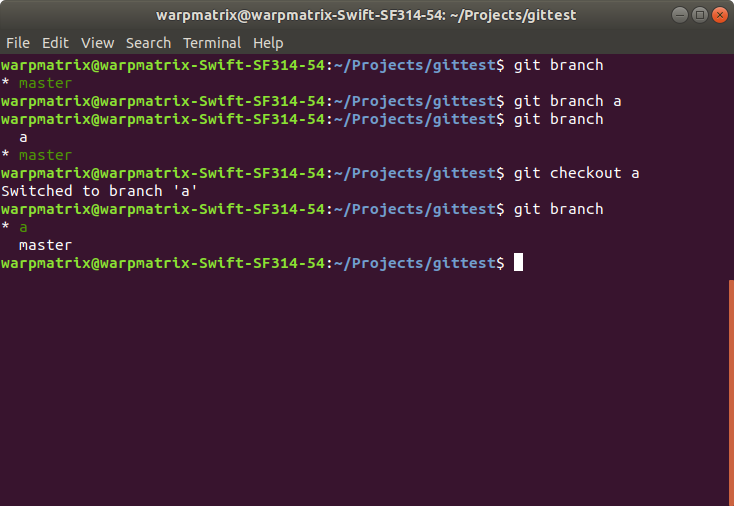 warpmatrix@warpmatrix-Swift-SF314-54: ~/Projects/gittest
File Edit View Search Terminal Help
warpmatrix@warpmatrix-Swift-SF314-54:~/Projects/gittest$ git branch
* master
warpmatrix@warpmatrix-Swift-SF314-54:~/Projects/gittest$ git branch a
warpmatrix@warpmatrix-Swift-SF314-54:~/Projects/gittest$ git branch
  a
* master
warpmatrix@warpmatrix-Swift-SF314-54:~/Projects/gittest$ git checkout a
Switched to branch 'a'
warpmatrix@warpmatrix-Swift-SF314-54:~/Projects/gittest$ git branch
* a
  master
warpmatrix@warpmatrix-Swift-SF314-54:~/Projects/gittest$